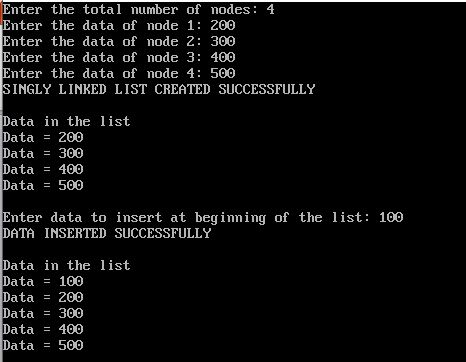 Enter the total number of nodes: 4
Enter the data of node 1: 200
Enter the data of node 2: 300
Enter the data of node 3: 400
Enter the data of node 4: 500
SINGLY LINKED LIST CREATED SUCCESSFULLY
Data in the list
Data = 200
Data = 300
Data = 400
Data = 500
Enter data to insert at beginning of the list: 100
DATA INSERTED SUCCESSFULLY
Data in the list
Data = 100
Data = 200
Data = 300
Data = 400
Data = 500